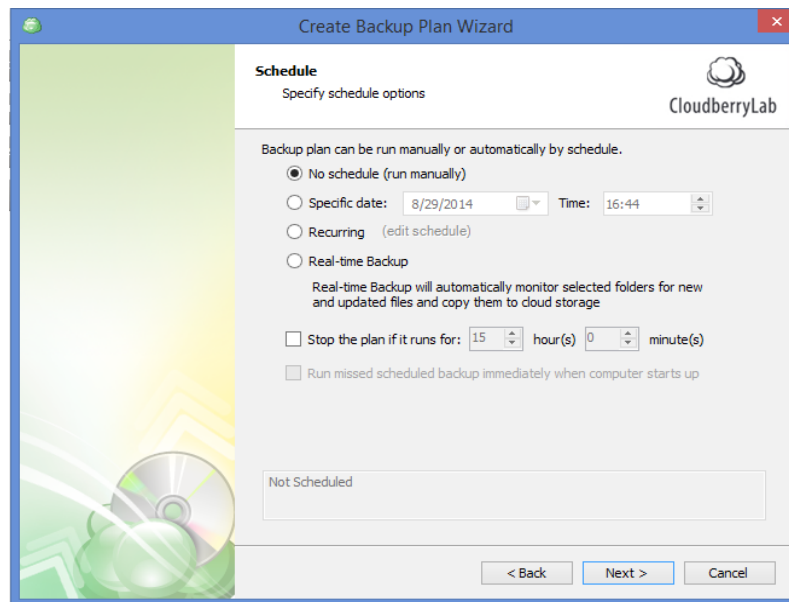 Create Backup Plan Wizard
Schedule
Specify schedule options
CloudberryLab
Backup plan can be run manually or automatically by schedule.
No schedule (run manually)
Specific date: 8/29/2014 Time: 16:44
Recurring (edit schedule)
Real-time Backup
Real-time Backup will automatically monitor selected folders for new
and updated files and copy them to cloud storage
Stop the plan if it runs for: 15 hour(s) 0 minute(s)
Run missed scheduled backup immediately when computer starts up
Not Scheduled
< Back Next > Cancel